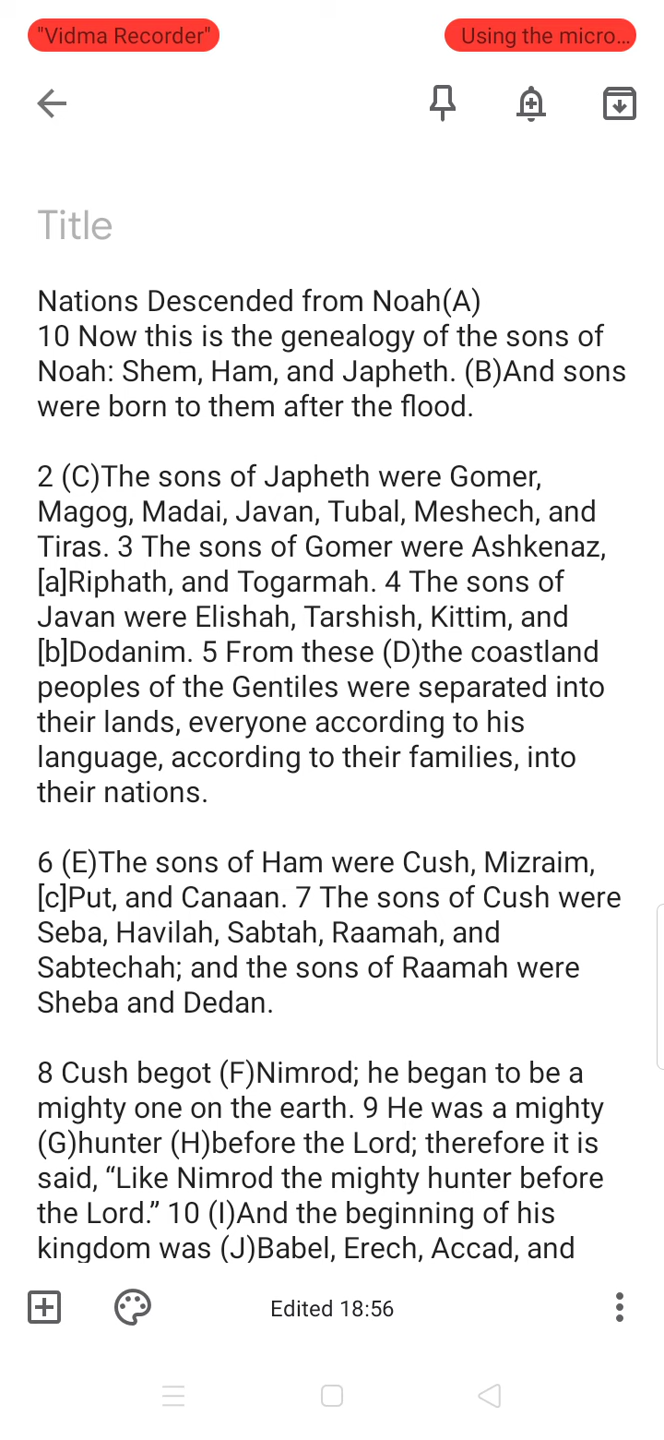 "Vidma Recorder"
Using the micro...
Title
Nations Descended from Noah(A)
10 Now this is the genealogy of the sons of
Noah: Shem, Ham, and Japheth. (B)And sons
were born to them after the flood.
2 (C)The sons of Japheth were Gomer,
Magog, Madai, Javan, Tubal, Meshech, and
Tiras. 3 The sons of Gomer were Ashkenaz,
[a]Riphath, and Togarmah. 4 The sons of
Javan were Elishah, Tarshish, Kittim, and
[b]Dodanim. 5 From these (D)the coastland
peoples of the Gentiles were separated into
their lands, everyone according to his
language, according to their families, into
their nations.
6 (E)The sons of Ham were Cush, Mizraim,
[c]Put, and Canaan. 7 The sons of Cush were
Seba, Havilah, Sabtah, Raamah, and
Sabtechah; and the sons of Raamah were
Sheba and Dedan.
8 Cush begot (F)Nimrod; he began to be a
mighty one on the earth. 9 He was a mighty
(G)hunter (H)before the Lord; therefore it is
said, “Like Nimrod the mighty hunter before
the Lord.” 10 (I)And the beginning of his
kingdom was (J)Babel, Erech, Accad, and
Edited 18:56